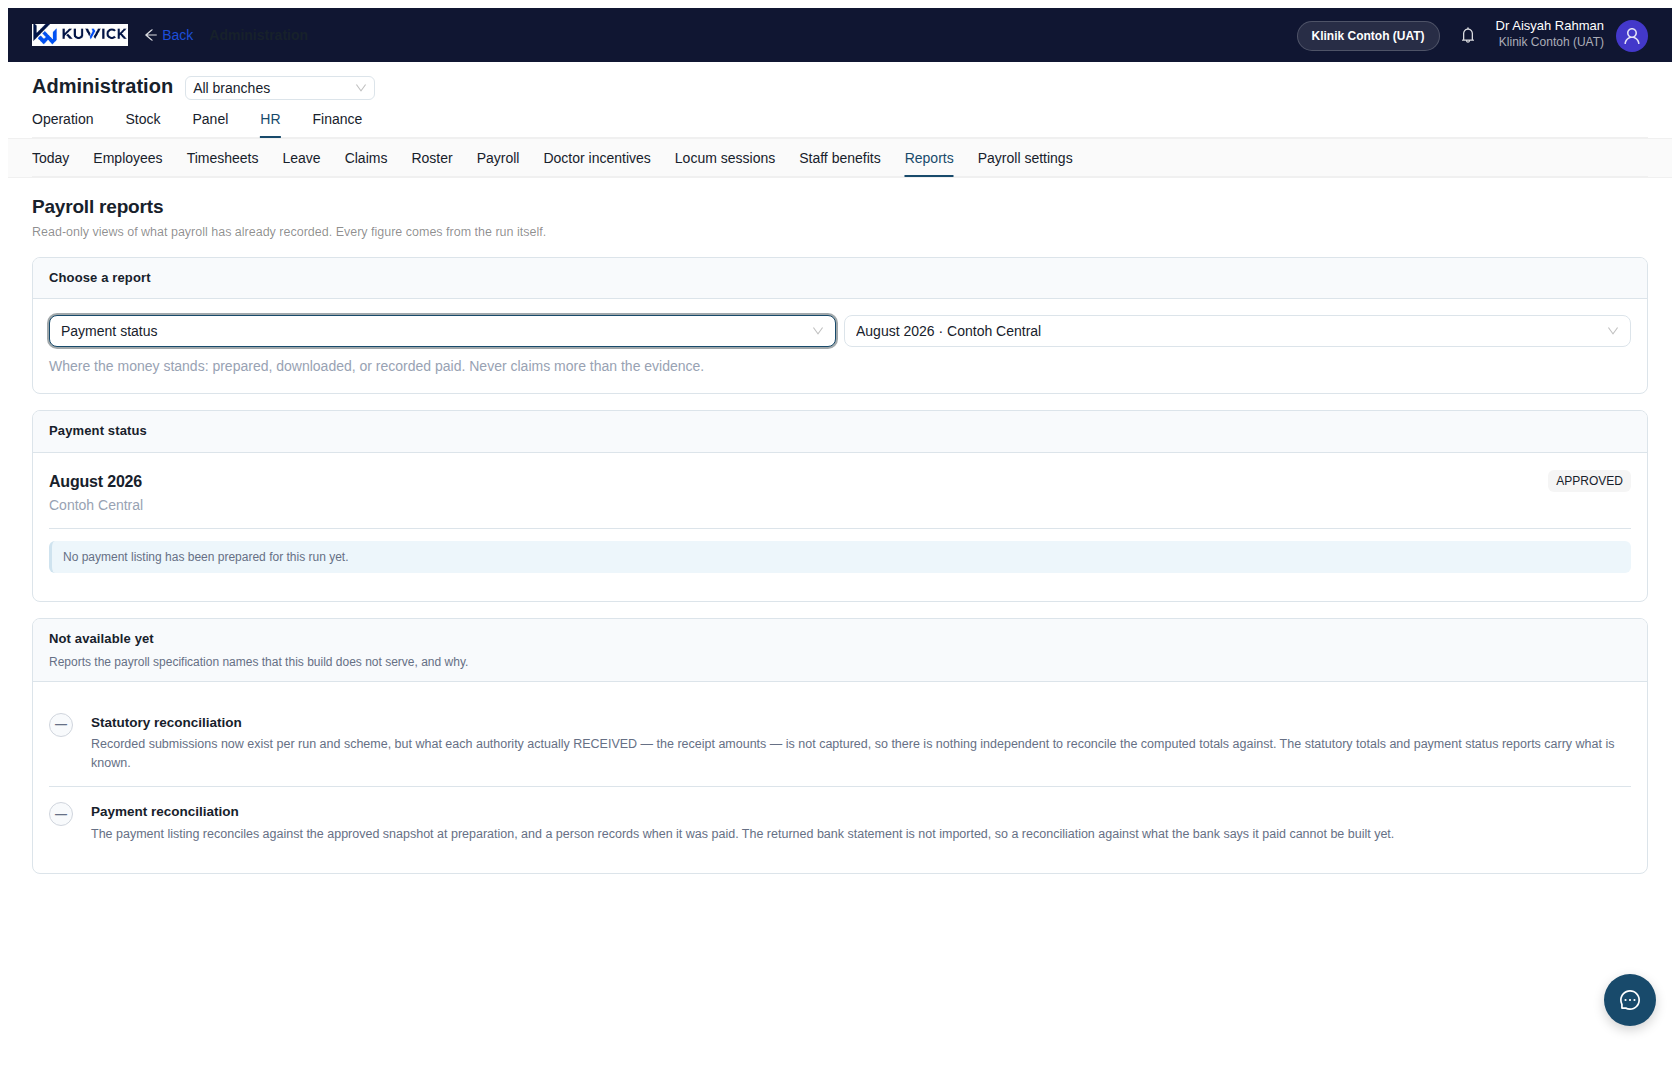 KUWICK
Back Administration
Klinik Contoh (UAT)
Dr Aisyah Rahman
Klinik Contoh (UAT)
Administration
All branches
Operation Stock Panel HR Finance
Today Employees Timesheets Leave Claims Roster Payroll Doctor incentives Locum sessions Staff benefits Reports Payroll settings
Payroll reports
Read-only views of what payroll has already recorded. Every figure comes from the run itself.
Choose a report
Payment status
August 2026 · Contoh Central
Where the money stands: prepared, downloaded, or recorded paid. Never claims more than the evidence.
Payment status
August 2026
APPROVED
Contoh Central
No payment listing has been prepared for this run yet.
Not available yet
Reports the payroll specification names that this build does not serve, and why.
Statutory reconciliation
Recorded submissions now exist per run and scheme, but what each authority actually RECEIVED — the receipt amounts — is not captured, so there is nothing independent to reconcile the computed totals against. The statutory totals and payment status reports carry what is
known.
Payment reconciliation
The payment listing reconciles against the approved snapshot at preparation, and a person records when it was paid. The returned bank statement is not imported, so a reconciliation against what the bank says it paid cannot be built yet.